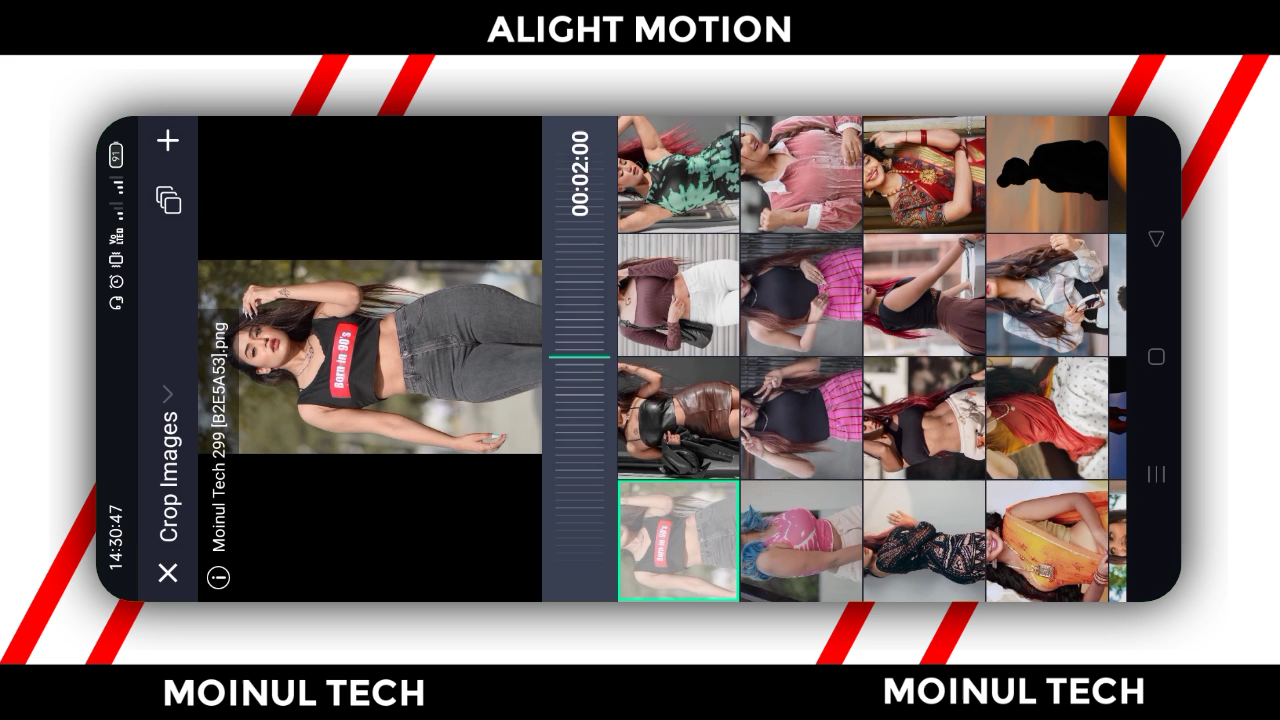 ALIGHT MOTION
14:30:47
91
Crop Images
Moinul Tech 299 [B2E5A53].png
Born in 90's
00:02:00
MOINUL TECH
MOINUL TECH